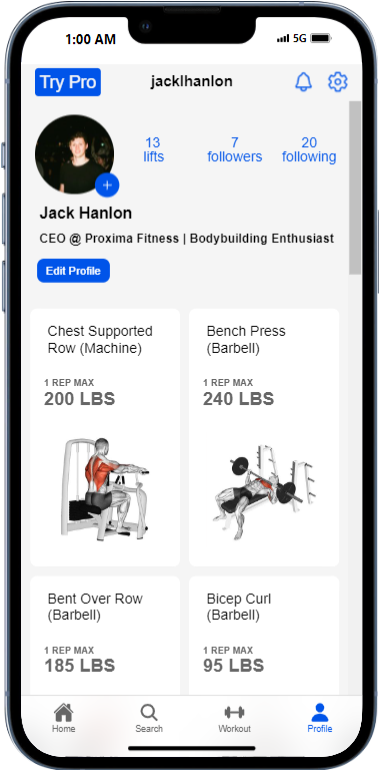 1:00 AM 5G
Try Pro jacklhanlon
13 7 20
lifts followers following
+
Jack Hanlon
CEO @ Proxima Fitness | Bodybuilding Enthusiast
Edit Profile
Chest Supported Bench Press
Row (Machine) (Barbell)
1 REP MAX 1 REP MAX
200 LBS 240 LBS
Bent Over Row Bicep Curl
(Barbell) (Barbell)
1 REP MAX 1 REP MAX
185 LBS 95 LBS
Home Search Workout Profile